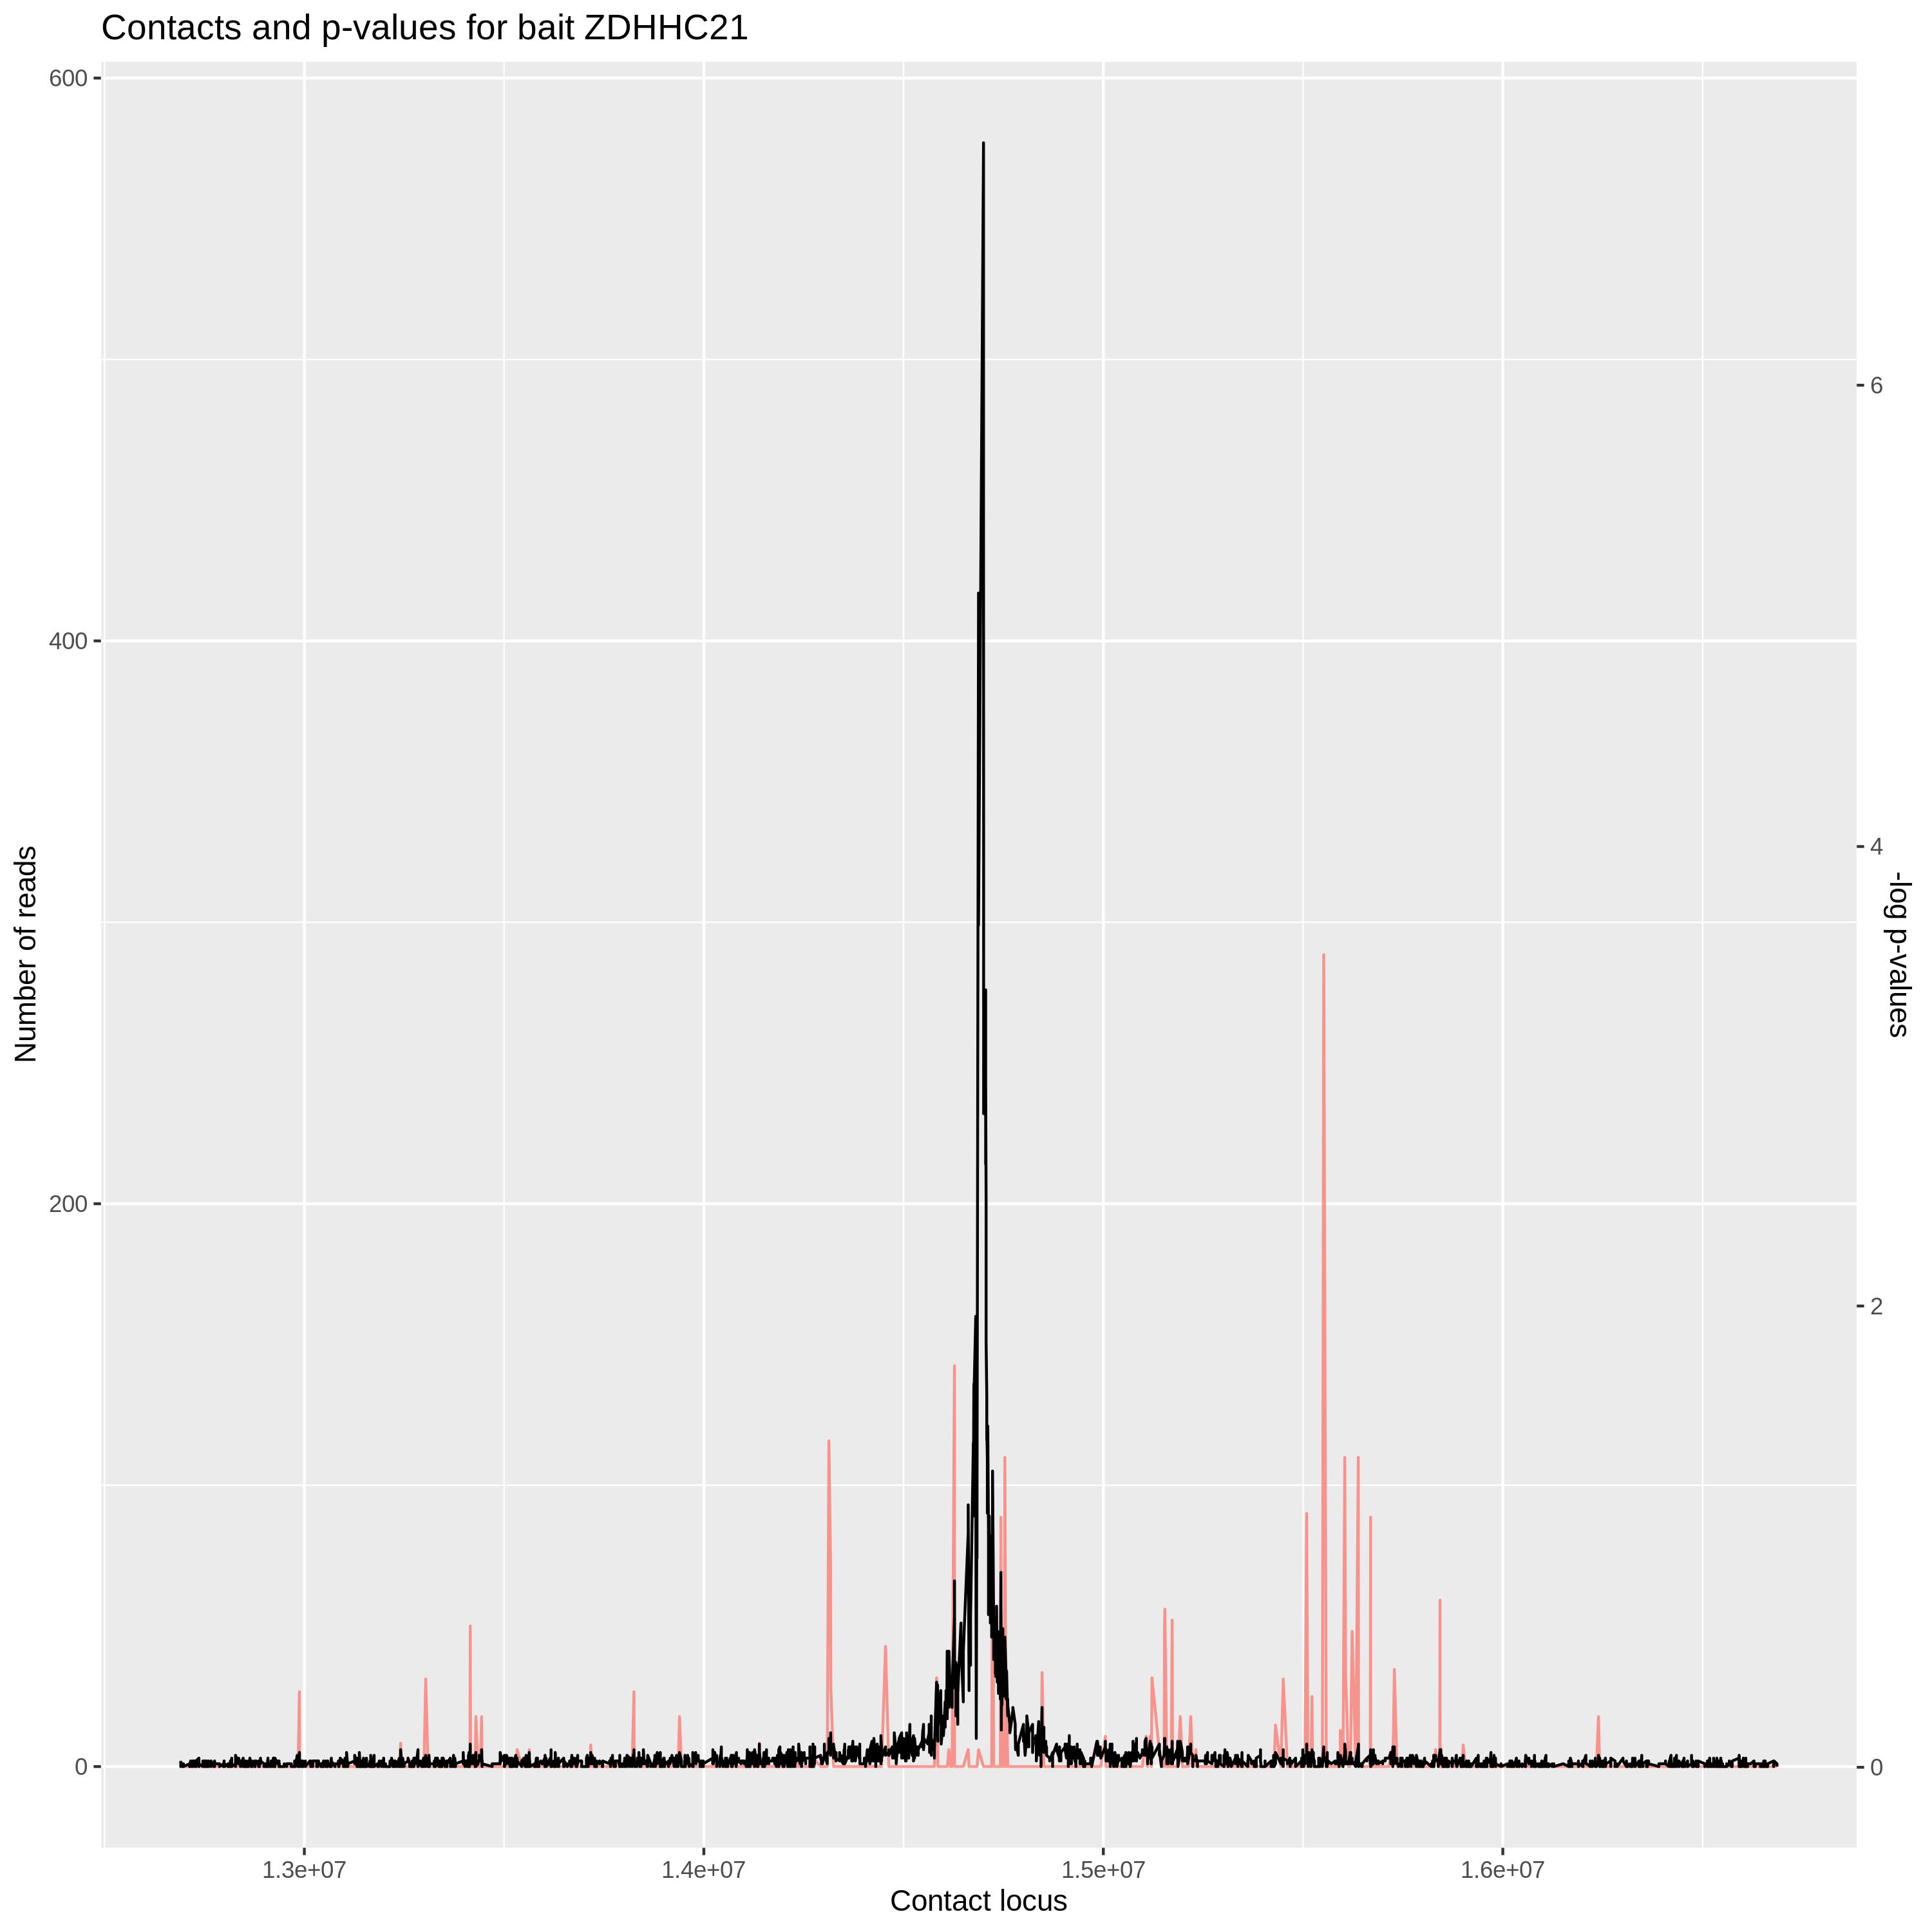 Contacts and p-values for bait ZDHHC21
600
400
200
0
Number of reads
6
4
2
0
-log p-values
1.3e+07
1.4e+07
1.5e+07
1.6e+07
Contact locus